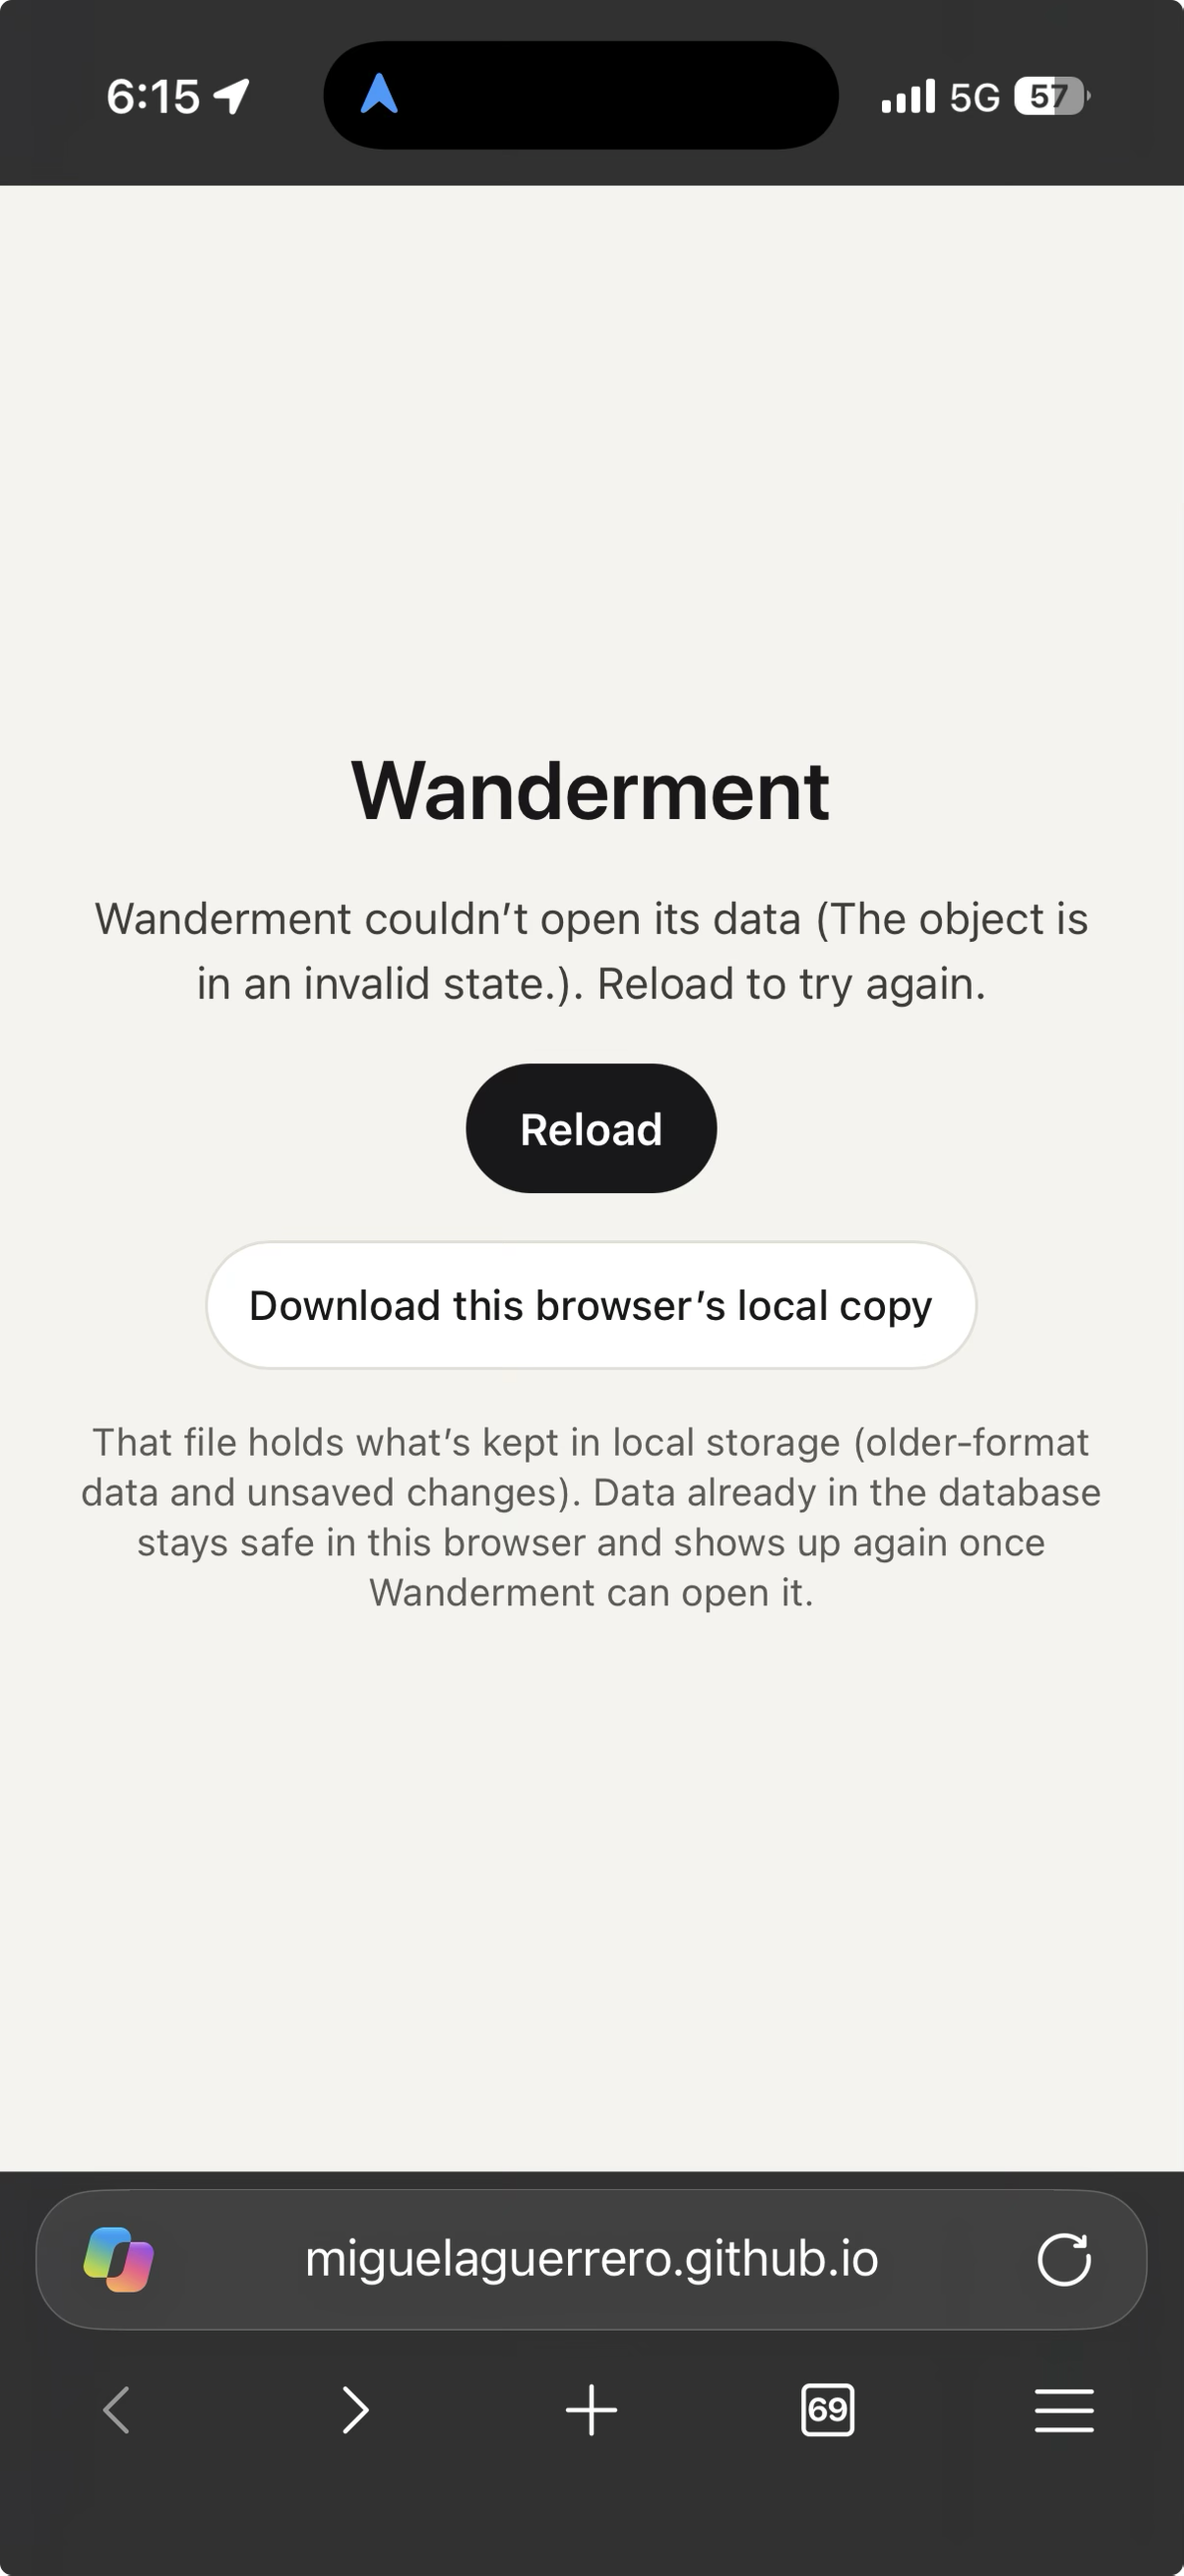 6:15
5G
57
Wanderment
Wanderment couldn’t open its data (The object is
in an invalid state.). Reload to try again.
Reload
Download this browser’s local copy
That file holds what’s kept in local storage (older-format
data and unsaved changes). Data already in the database
stays safe in this browser and shows up again once
Wanderment can open it.
miguelaguerrero.github.io
69